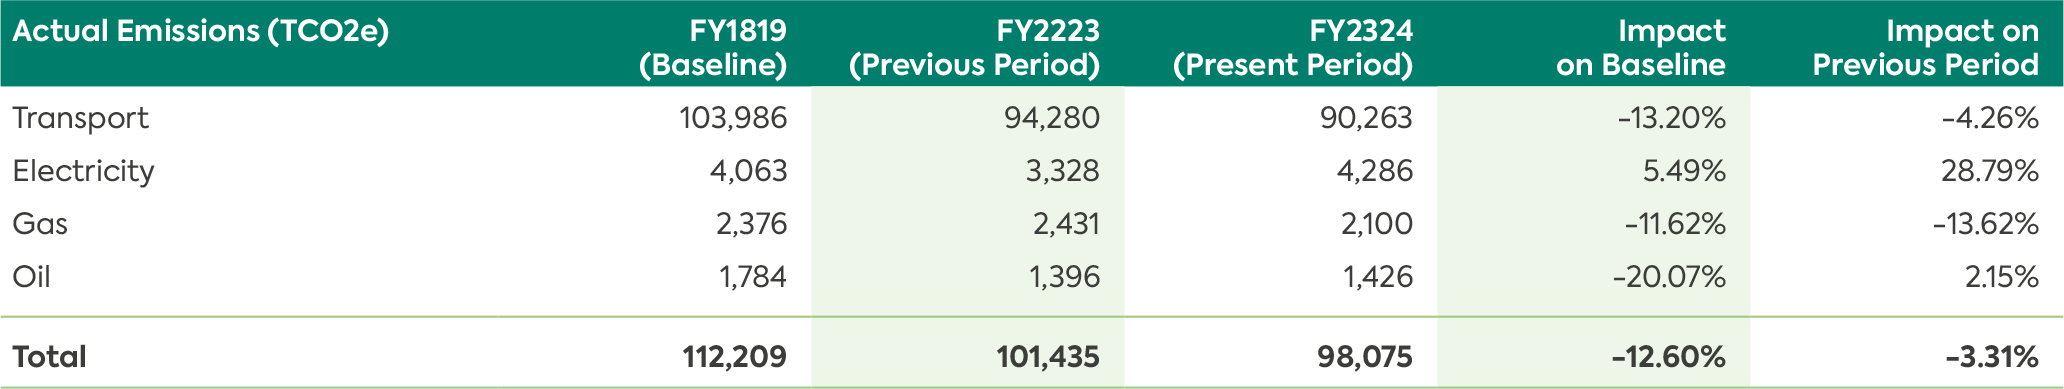 Actual Emissions (TCO2e) FY1819 FY2223 FY2324 Impact Impact on
(Baseline) (Previous Period) (Present Period) on Baseline Previous Period
Transport 103,986 94,280 90,263 -13.20% -4.26%
Electricity 4,063 3,328 4,286 5.49% 28.79%
Gas 2,376 2,431 2,100 -11.62% -13.62%
Oil 1,784 1,396 1,426 -20.07% 2.15%
Total 112,209 101,435 98,075 -12.60% -3.31%